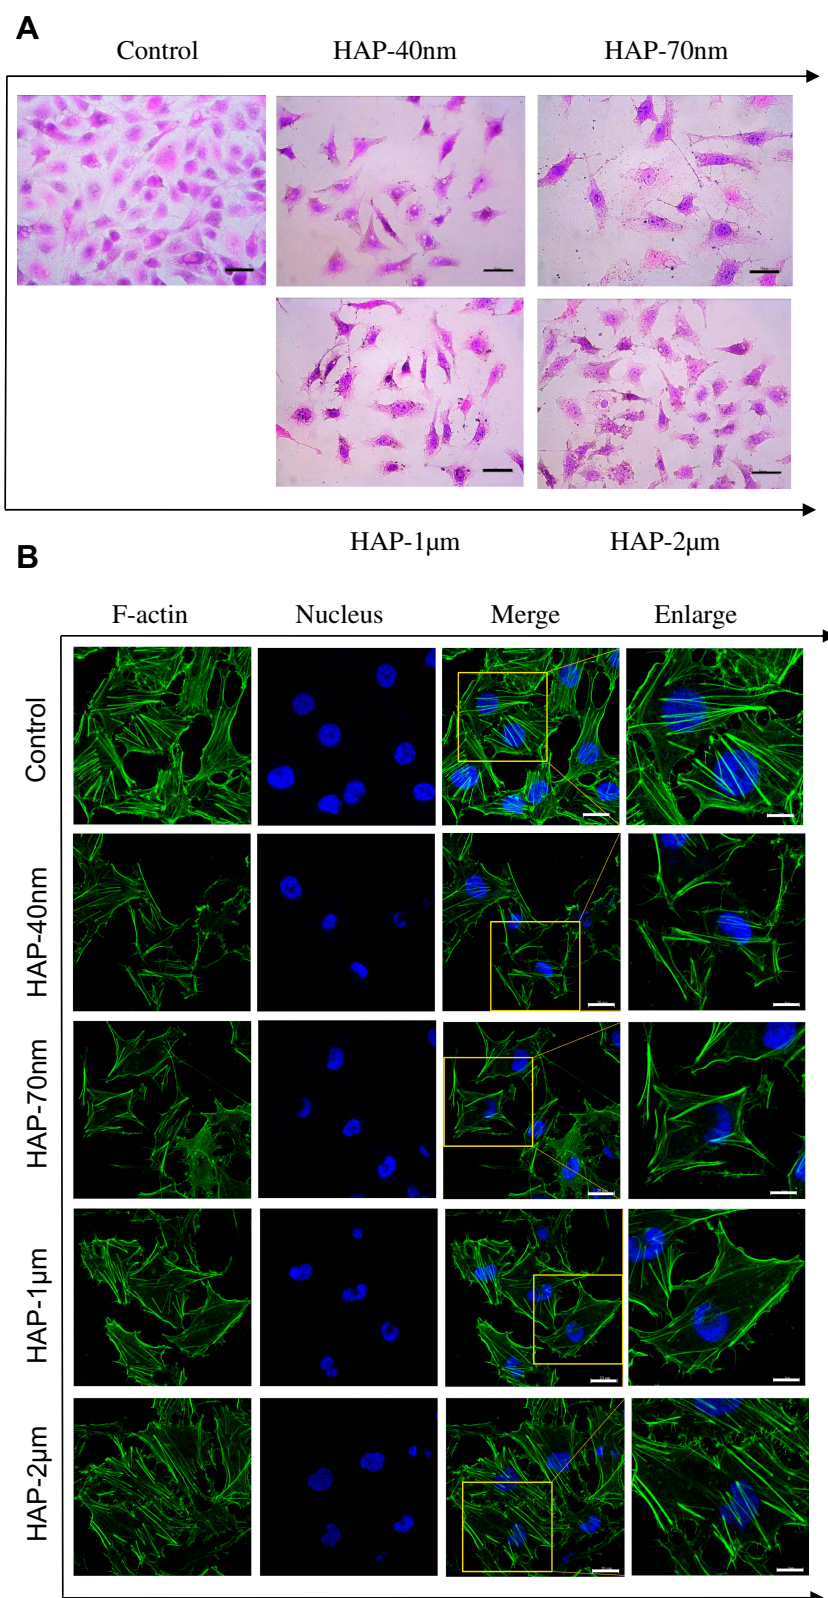 A
Control HAP-40nm HAP-70nm
HAP-1µm HAP-2µm
B
F-actin Nucleus Merge Enlarge
Control
HAP-40nm
HAP-70nm
HAP-1µm
HAP-2µm